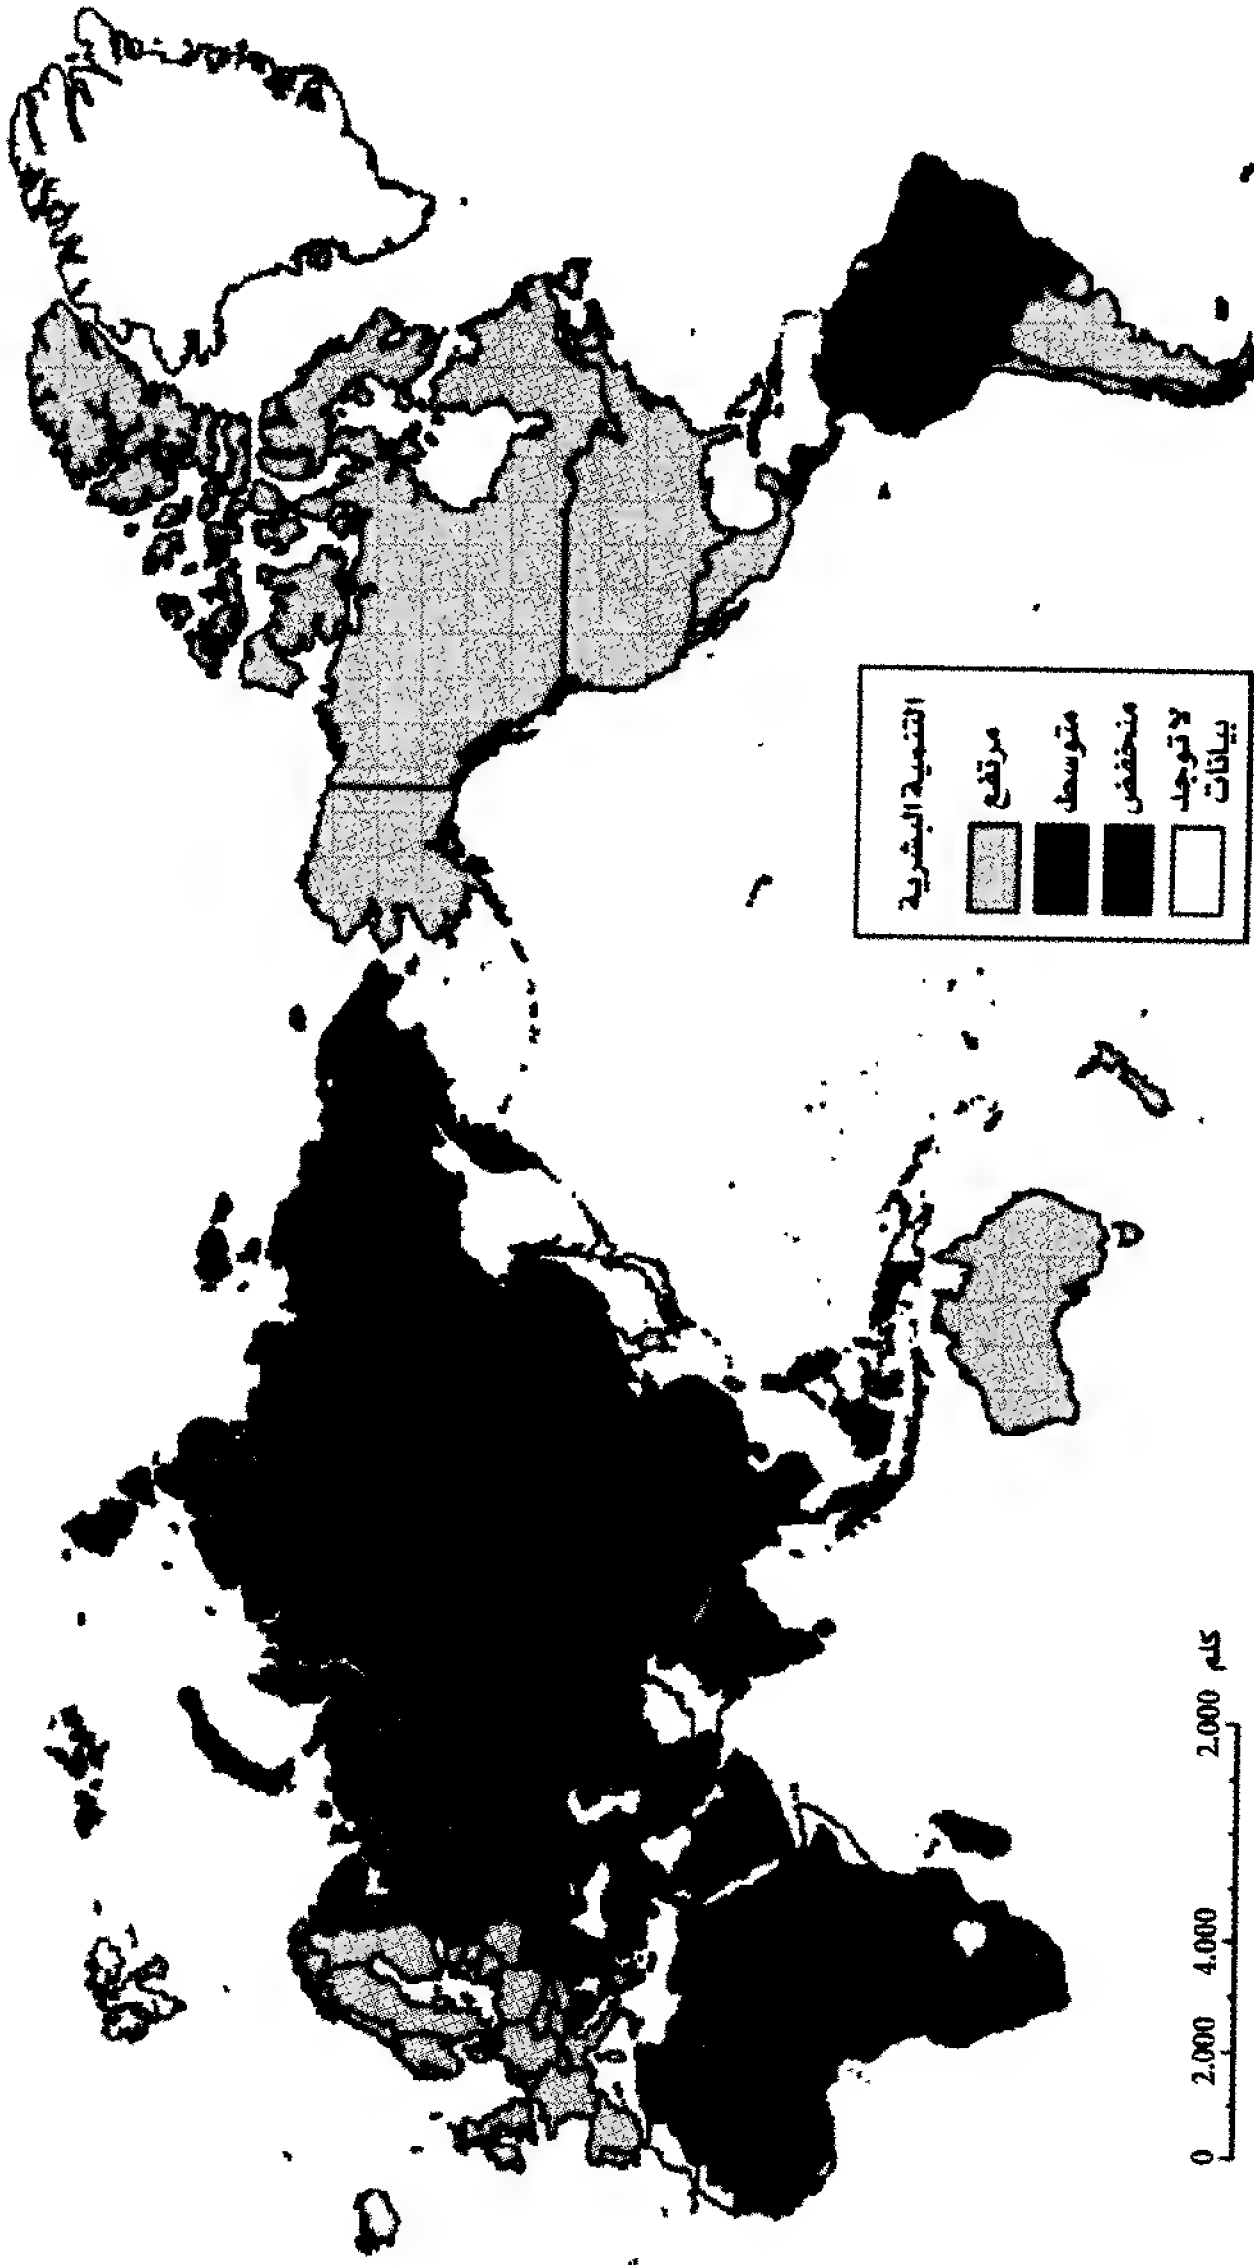 التنمية البشرية
مرتفع
متوسط
منخفض
لا توجد
بيانات
0 2.000 4.000 2.000 كلم